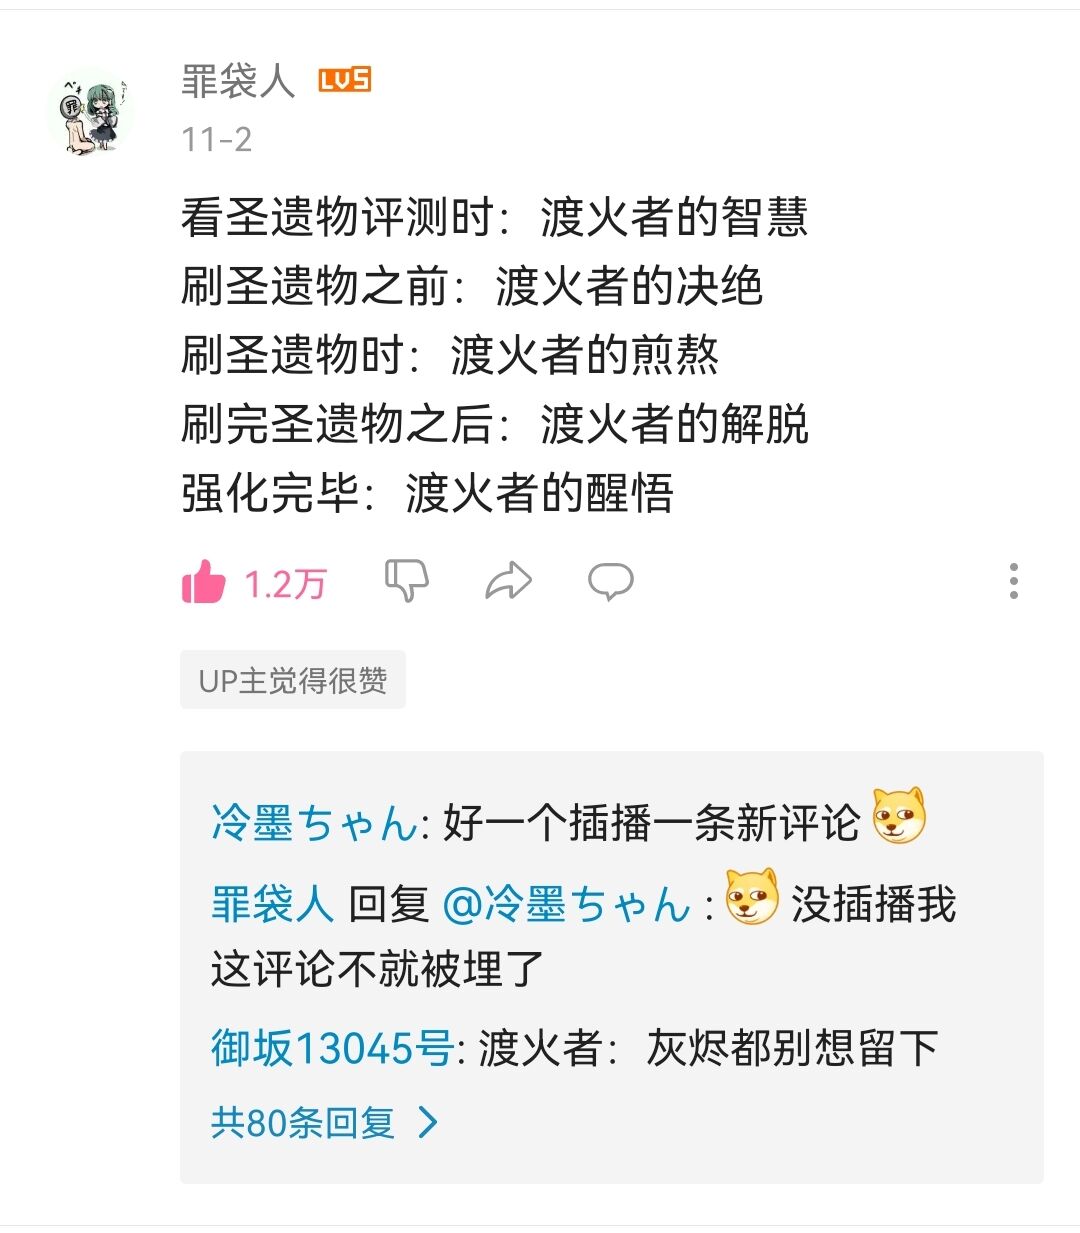 罪袋人 LV5
11-2
看圣遗物评测时：渡火者的智慧
刷圣遗物之前：渡火者的决绝
刷圣遗物时：渡火者的煎熬
刷完圣遗物之后：渡火者的解脱
强化完毕：渡火者的醒悟
1.2万
UP主觉得很赞
冷墨ちゃん: 好一个插播一条新评论
罪袋人 回复 @冷墨ちゃん : 没插播我
这评论不就被埋了
御坂13045号: 渡火者：灰烬都别想留下
共80条回复